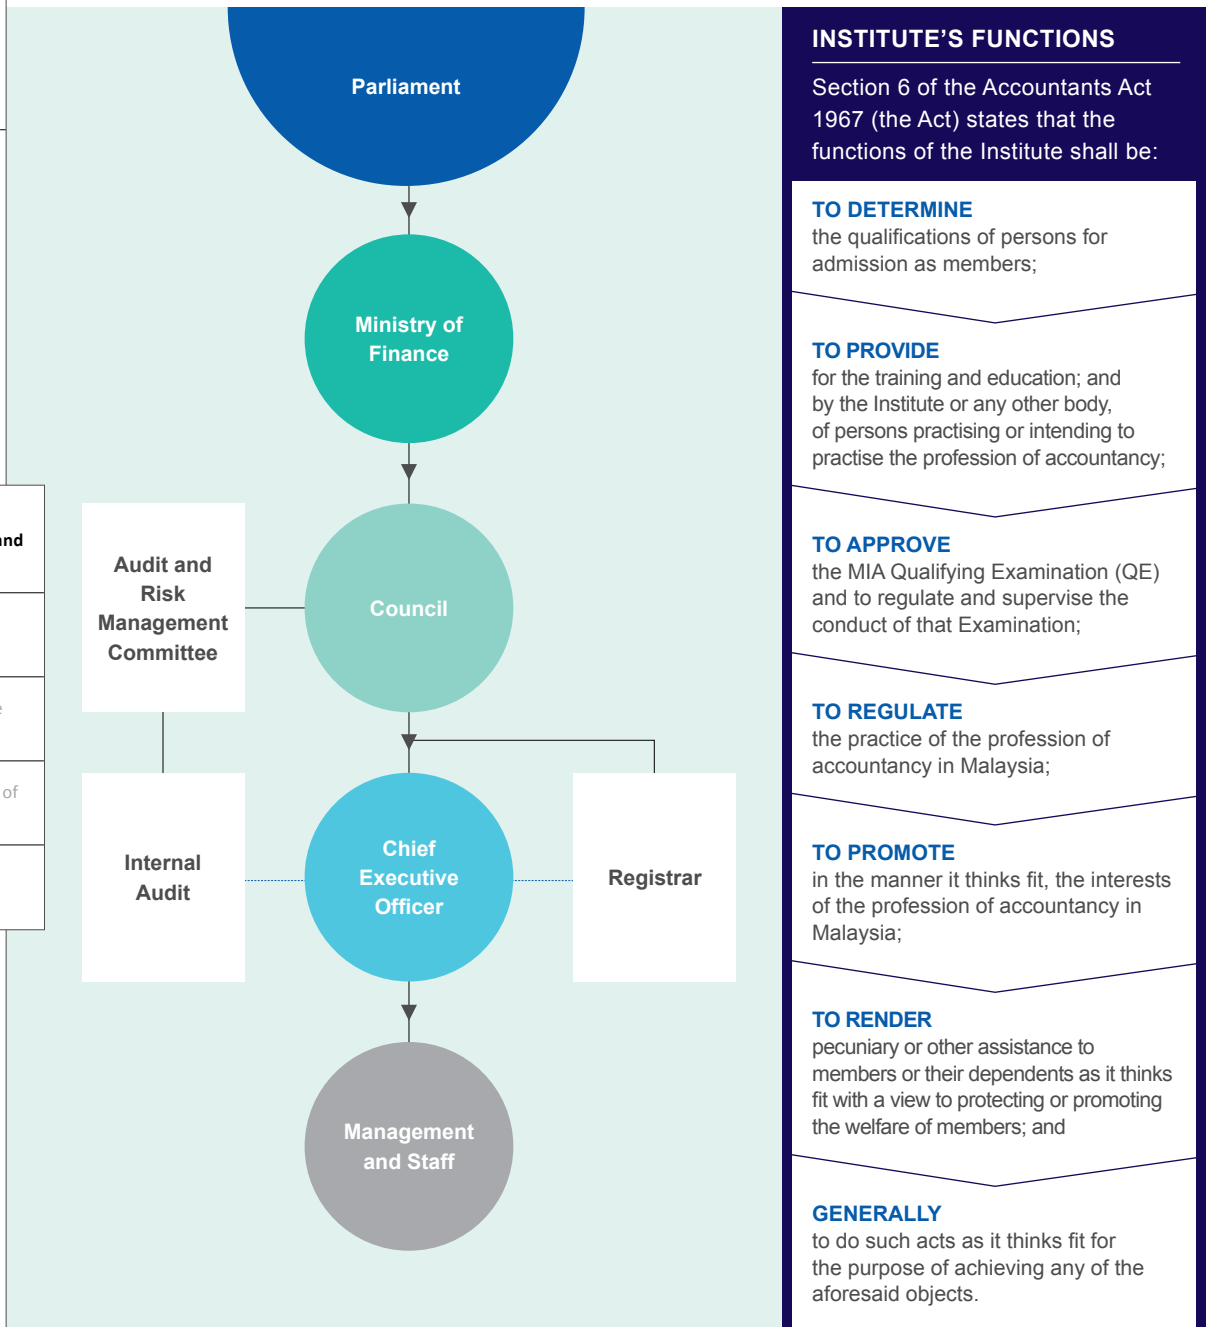 Parliament
Ministry of
Finance
Audit and
Risk
Management
Committee
Council
Internal
Audit
Chief
Executive
Officer
Registrar
Management
and Staff
and
e
of
INSTITUTE’S FUNCTIONS
Section 6 of the Accountants Act
1967 (the Act) states that the
functions of the Institute shall be:
TO DETERMINE
the qualifications of persons for
admission as members;
TO PROVIDE
for the training and education; and
by the Institute or any other body,
of persons practising or intending to
practise the profession of accountancy;
TO APPROVE
the MIA Qualifying Examination (QE)
and to regulate and supervise the
conduct of that Examination;
TO REGULATE
the practice of the profession of
accountancy in Malaysia;
TO PROMOTE
in the manner it thinks fit, the interests
of the profession of accountancy in
Malaysia;
TO RENDER
pecuniary or other assistance to
members or their dependents as it thinks
fit with a view to protecting or promoting
the welfare of members; and
GENERALLY
to do such acts as it thinks fit for
the purpose of achieving any of the
aforesaid objects.